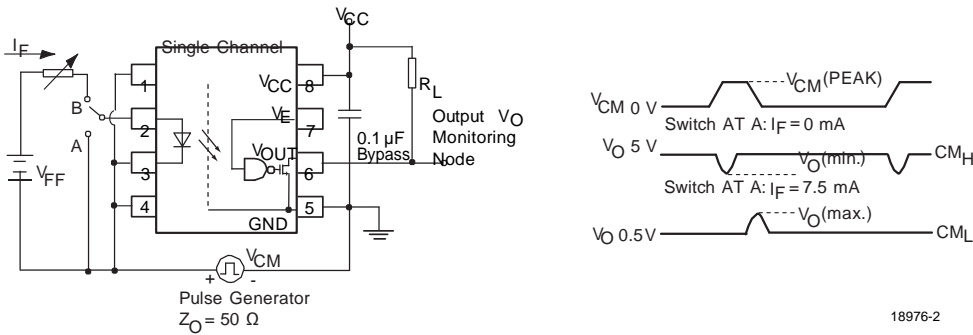 VCC
IF
Single Channel
1
VCC
8
RL
B
2
VE
7
Output VO
Monitoring
Node
0.1 µF
Bypass
A
VFF
3
VOUT
6
4
GND
5
VCM
+ -
Pulse Generator
ZO = 50 Ω
VCM (PEAK)
VCM 0 V
Switch AT A: IF = 0 mA
VO 5 V
VO (min.)
CMH
Switch AT A: IF = 7.5 mA
VO (max.)
VO 0.5 V
CML
18976-2